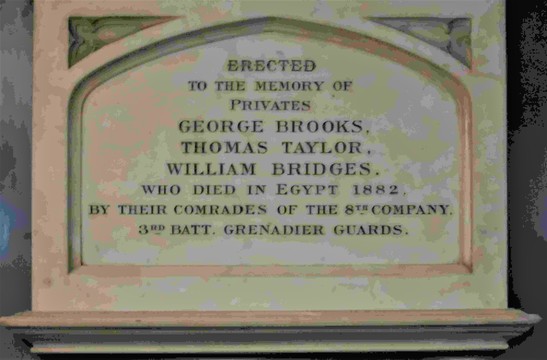 ERECTED
TO THE MEMORY OF
PRIVATES
GEORGE BROOKS,
THOMAS TAYLOR,
WILLIAM BRIDGES.
WHO DIED IN EGYPT 1882,
BY THEIR COMRADES OF THE 8TH COMPANY.
3RD BATT. GRENADIER GUARDS.